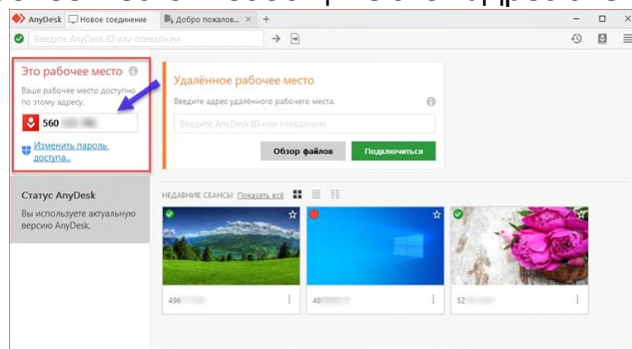 AnyDesk
Новое соединение
Добро пожалов...
Введите AnyDesk ID или псевдоним
Это рабочее место
Ваше рабочее место доступно
по этому адресу.
560
Изменить пароль
доступа...
Статус AnyDesk
Вы используете актуальную
версию AnyDesk.
Удалённое рабочее место
Введите адрес удалённого рабочего места.
Введите AnyDesk ID или псевдоним
Обзор файлов
Подключиться
НЕДАВНИЕ СЕАНСЫ Показать всё
496
48
52